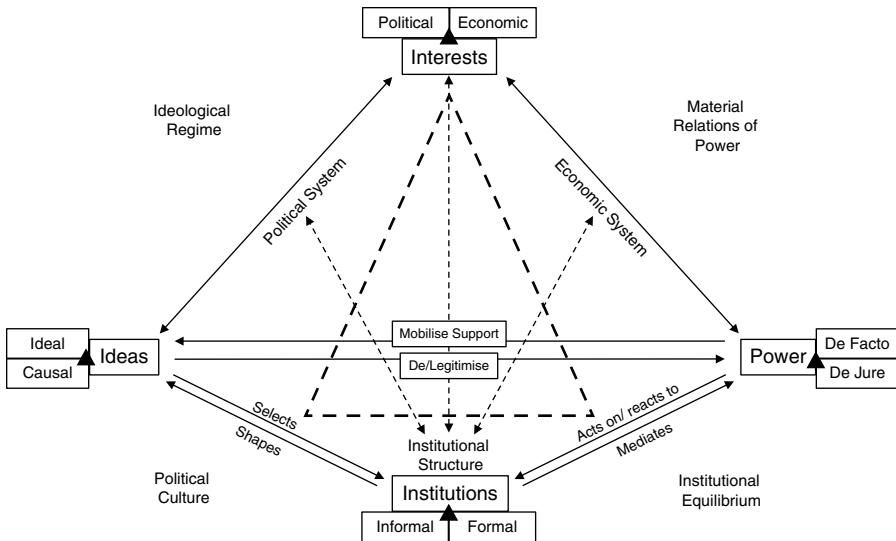 Political Economic
Interests
Ideological
Regime
Material
Relations of
Power
Political System
Economic System
Mobilise Support
De/Legitimise
Ideal
Causal
Ideas
Power
De Facto
De Jure
Selects
Shapes
Acts on/ reacts to
Mediates
Institutional
Structure
Political
Culture
Institutions
Institutional
Equilibrium
Informal Formal